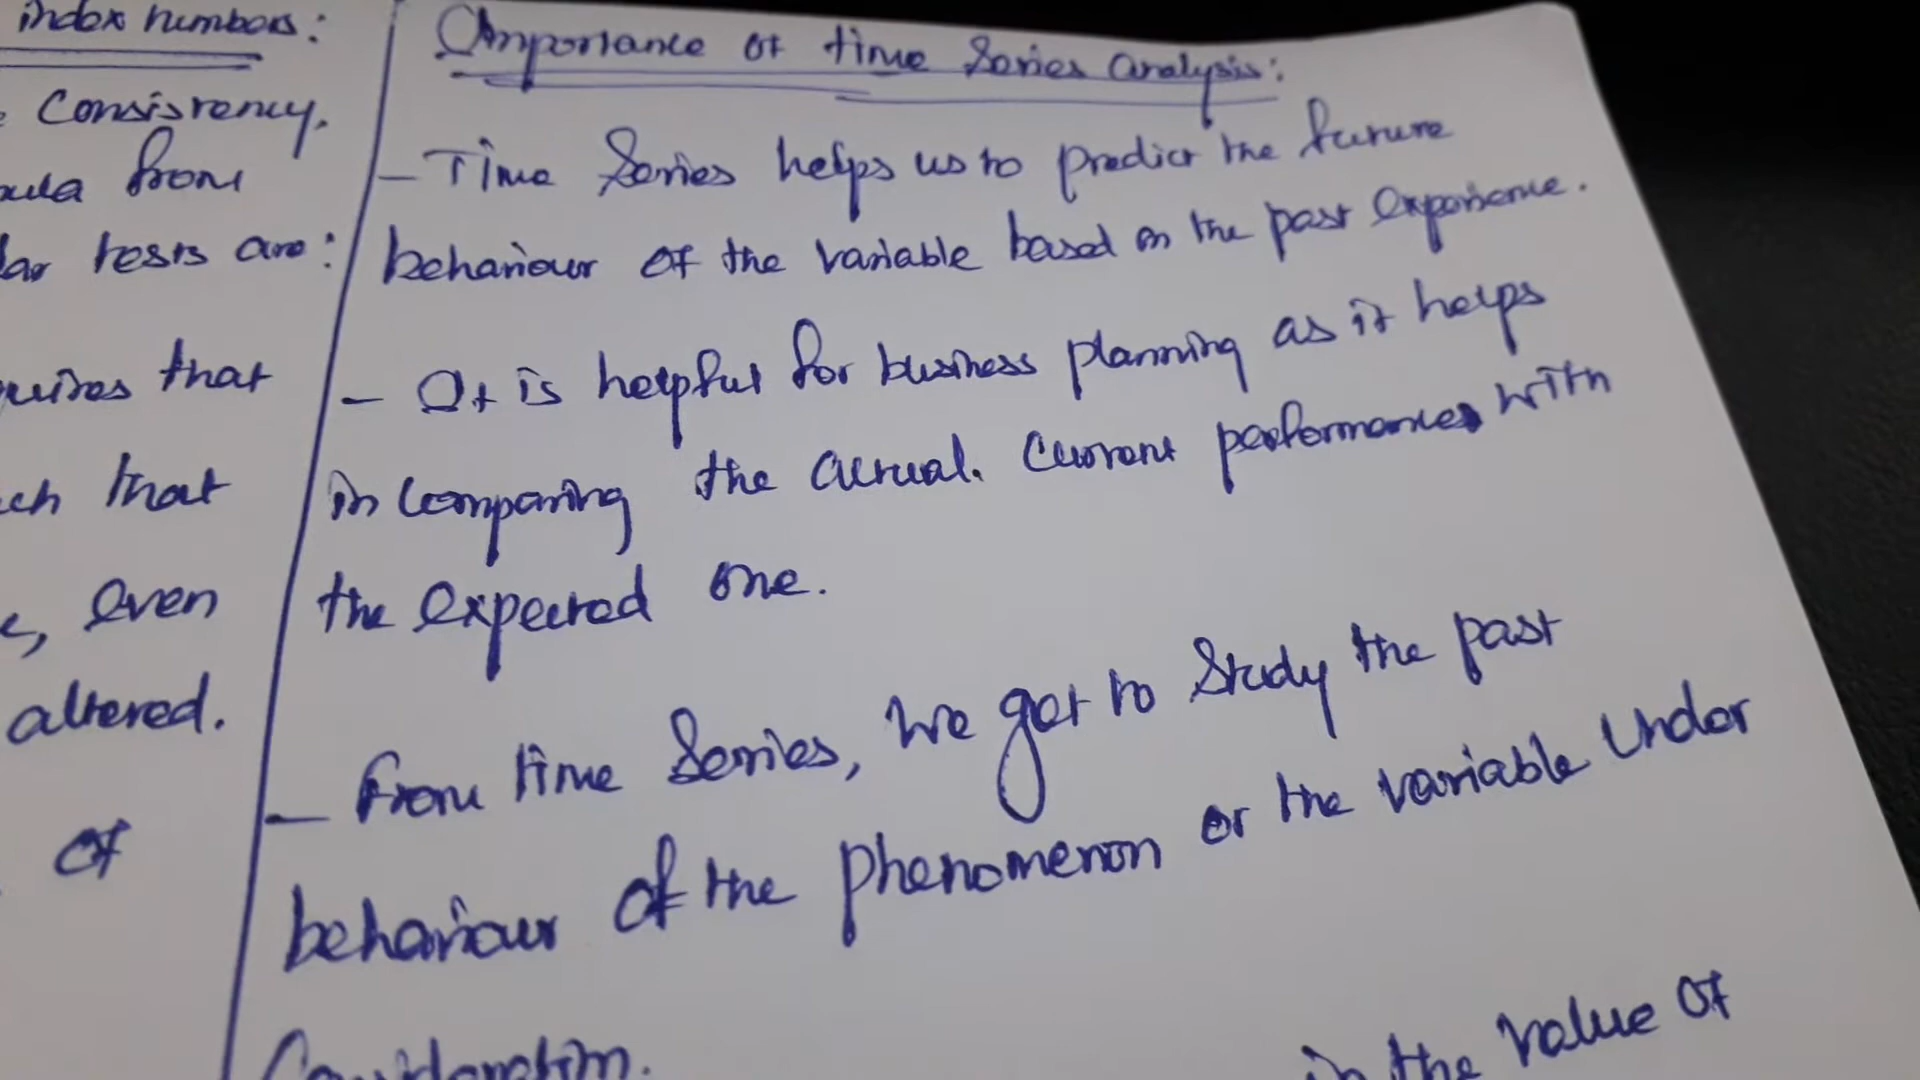 index numbers:
Consistency.
from
tests are:
that
that
even
altered.
of
Importance of time Series analysis:
- Time Series helps us to predict the future
behaviour of the variable based on the past experience.
- It is helpful for business planning as it helps
in comparing the actual. Current performances with
the expected one.
- From time Series, we get to study the past
behaviour of the phenomenon or the variable under
Consideration.
in the value of